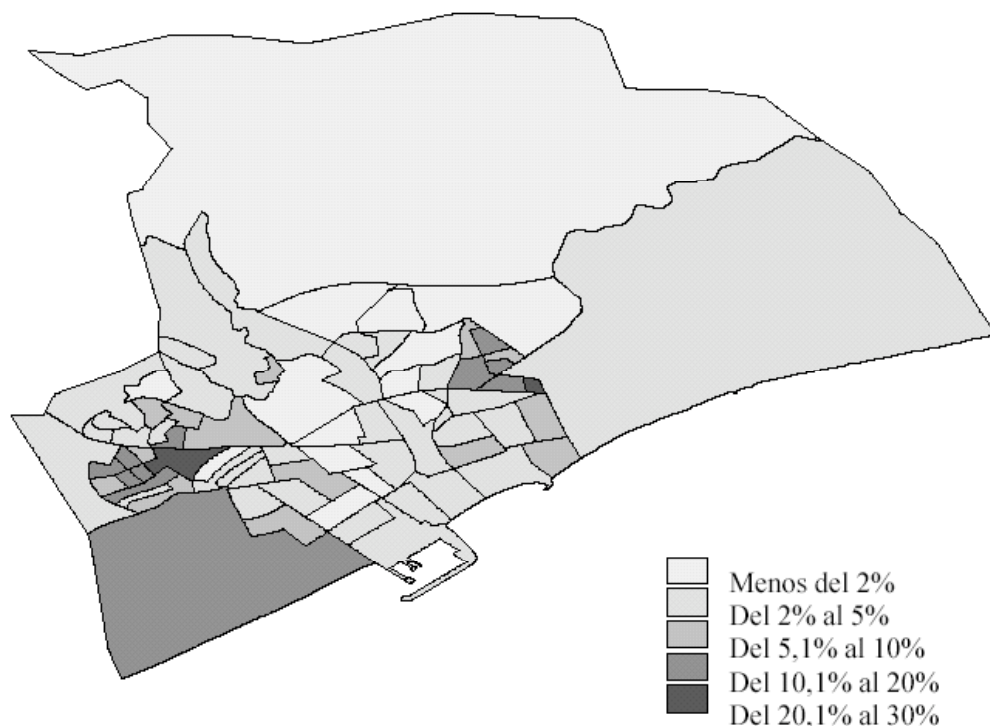 Menos del 2%
Del 2% al 5%
Del 5,1% al 10%
Del 10,1% al 20%
Del 20,1% al 30%